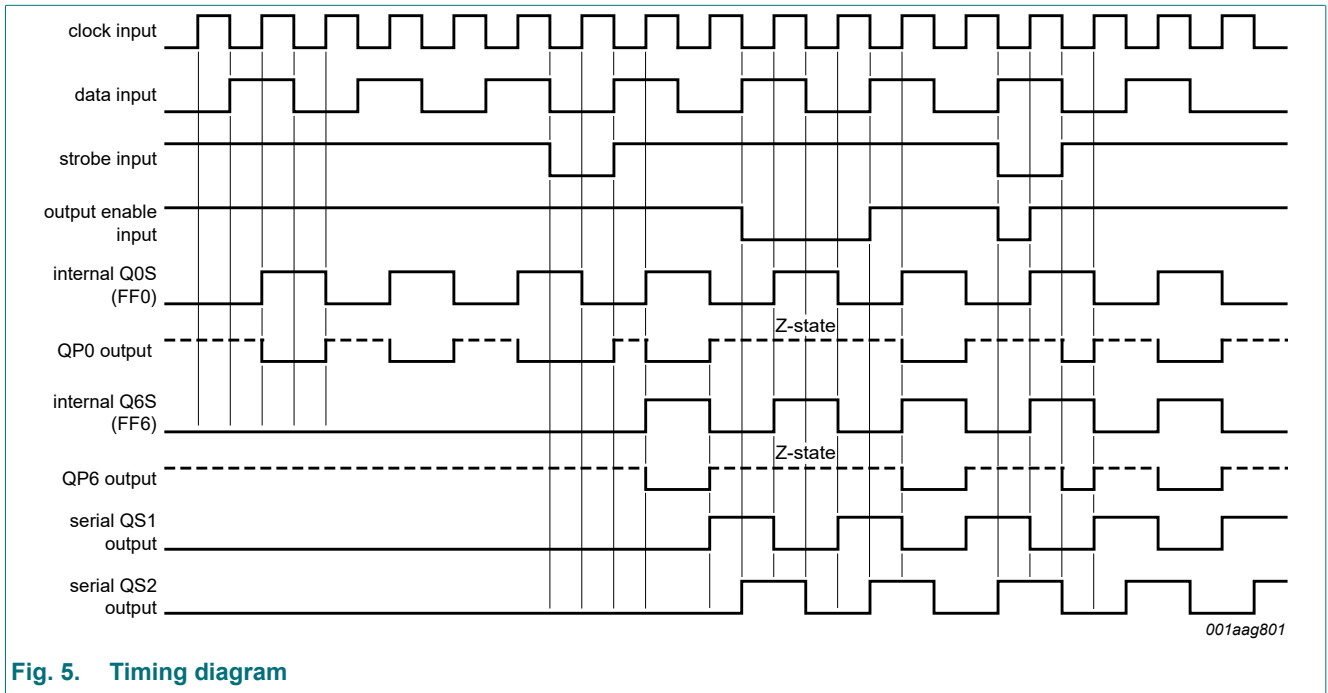 clock input
data input
strobe input
output enable
input
internal Q0S
(FF0)
Z-state
QP0 output
internal Q6S
(FF6)
Z-state
QP6 output
serial QS1
output
serial QS2
output
001aag801
Fig. 5. Timing diagram